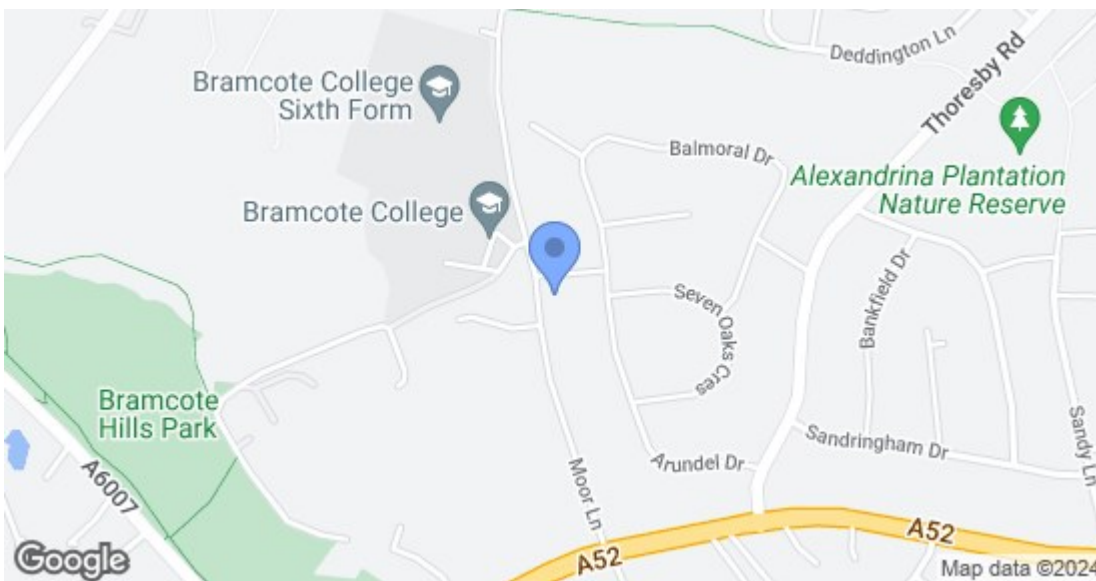 Deddington Ln
Thoresby Rd
Bramcote College
Sixth Form
Balmoral Dr
Alexandrina Plantation
Nature Reserve
Bramcote College
Seven Oaks Cres
Bankfield Dr
Bramcote
Hills Park
Sandringham Dr
Sandy Ln
Arundel Dr
Moor Ln
A6007
A52
A52
Google
Map data ©2024